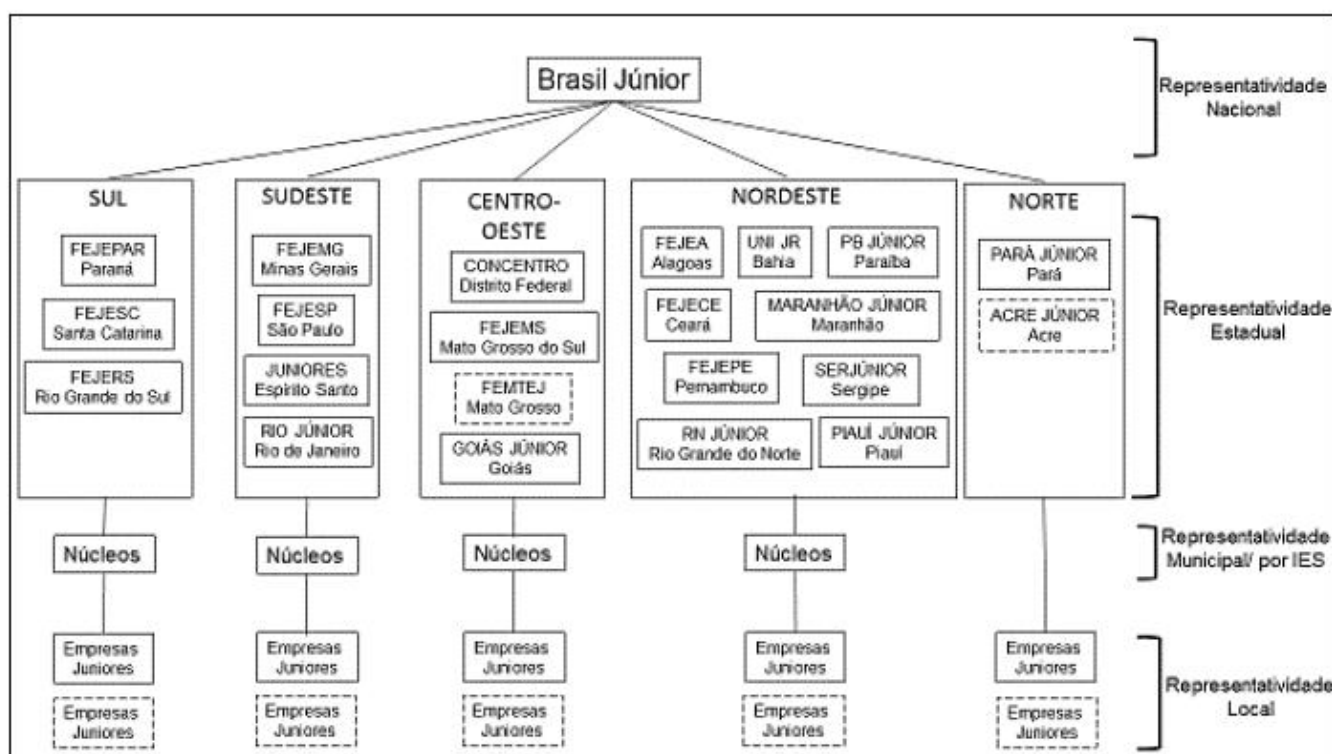 Brasil Júnior
Representatividade
Nacional
SUL
FEJEPAR
Paraná
FEJESC
Santa Catarina
FEJERS
Rio Grande do Sul
SUDESTE
FEJEMG
Minas Gerais
FEJESP
São Paulo
JUNIORES
Espírito Santo
RIO JÚNIOR
Rio de Janeiro
CENTRO-
OESTE
CONCENTRO
Distrito Federal
FEJEMS
Mato Grosso do Sul
FEMTEJ
Mato Grosso
GOIÁS JÚNIOR
Goiás
NORDESTE
FEJEA
Alagoas
UNI JR
Bahia
PB JÚNIOR
Paraíba
FEJECE
Ceará
MARANHÃO JÚNIOR
Maranhão
FEJEPE
Pernambuco
SERJÚNIOR
Sergipe
RN JÚNIOR
Rio Grande do Norte
PIAUÍ JÚNIOR
Piauí
NORTE
PARÁ JÚNIOR
Pará
ACRE JÚNIOR
Acre
Representatividade
Estadual
Núcleos
Núcleos
Núcleos
Núcleos
Representatividade
Municipal/ por IES
Empresas
Juniores
Empresas
Juniores
Empresas
Juniores
Empresas
Juniores
Empresas
Juniores
Empresas
Juniores
Empresas
Juniores
Empresas
Juniores
Empresas
Juniores
Empresas
Juniores
Representatividade
Local